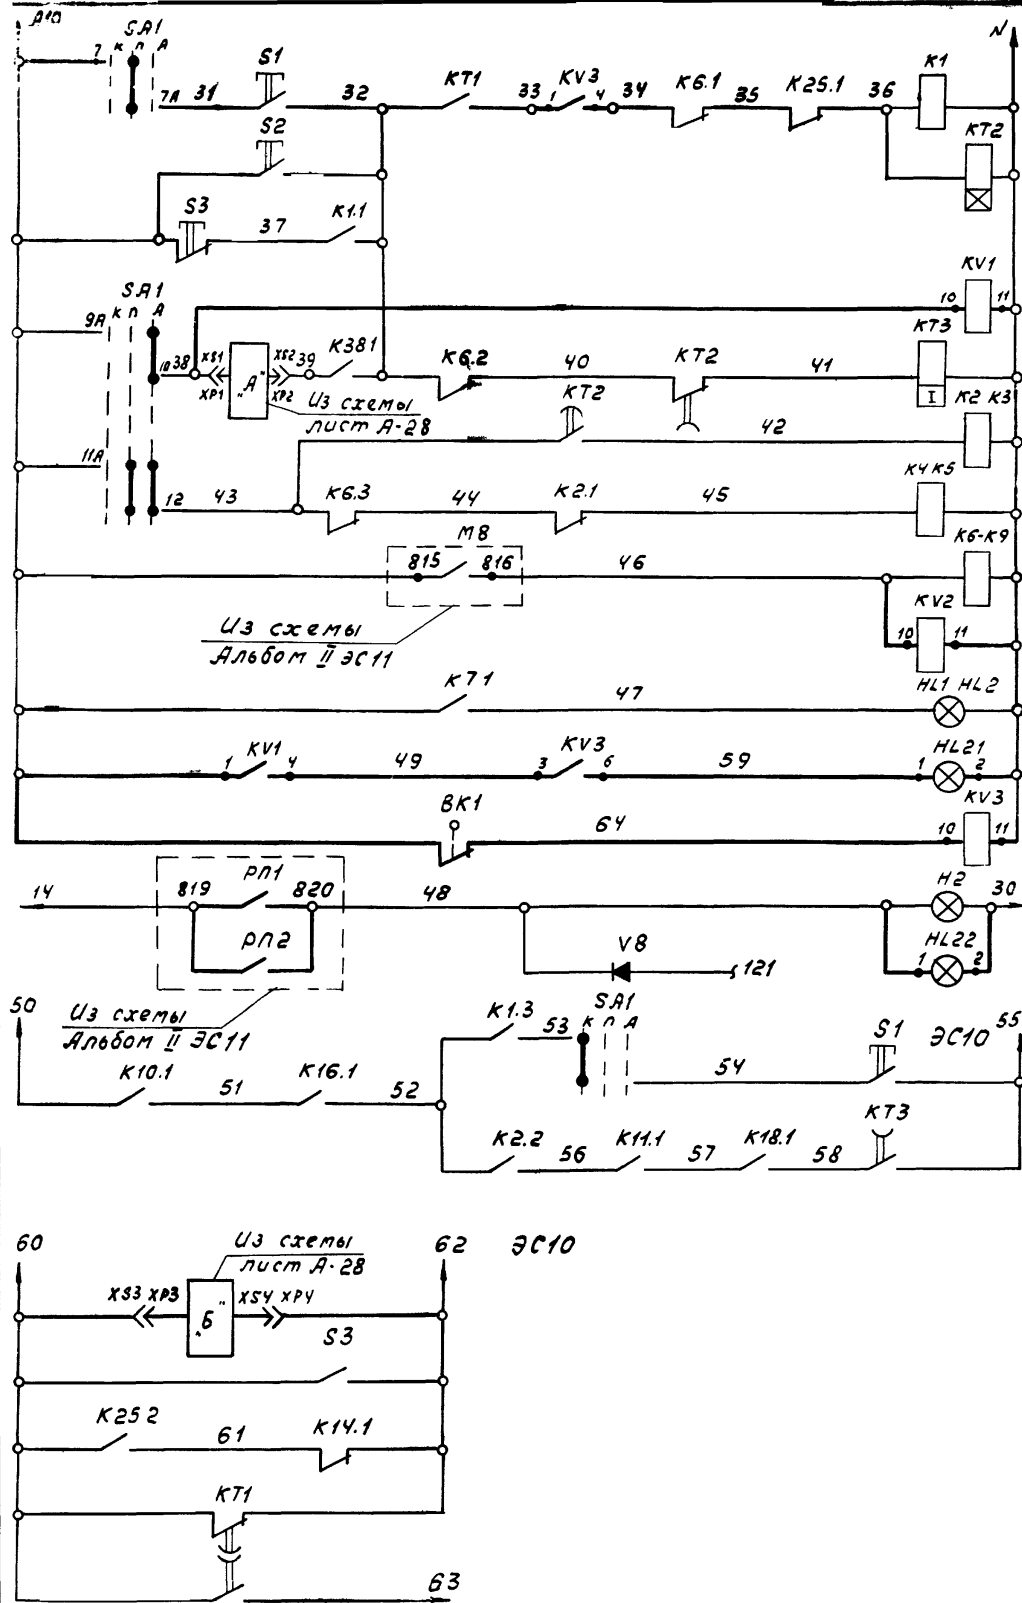 А10 SA1 N
7 К П А S1 КТ1 KV3 К6.1 К25.1 К1
7А 31 32 33 1 4 34 35 36
S2 КТ2
S3 37 К1.1
SA1 KV1
9А К П А 10 11
10 38 XS1 XP1 „А" XS2 XP2 39 К381 К6.2 40 КТ2 41 КТ3
I
Из схемы
лист А-28
КТ2 42 К2 К3
11А
12 43 К6.3 44 К2.1 45 К4 К5
М8
815 816 46 К6-К9
Из схемы
Альбом II ЭС11
KV2
10 11
К71 47 HL1 HL2
1 KV1 4 49 3 KV3 6 59 1 HL21 2
ВК1 64 10 KV3 11
14 819 РП1 820 48 Н2 30
РП2 V8 121 1 HL22 2
Из схемы
Альбом II ЭС11
50 К1.3 53 SA1 К П А S1 ЭС10 55
К10.1 51 К16.1 52 54
К2.2 56 К11.1 57 К18.1 58 КТ3
60 Из схемы
лист А-28
62 ЭС10
XS3 XP3 „Б" XS4 XP4
S3
К252 61 К14.1
КТ1
63